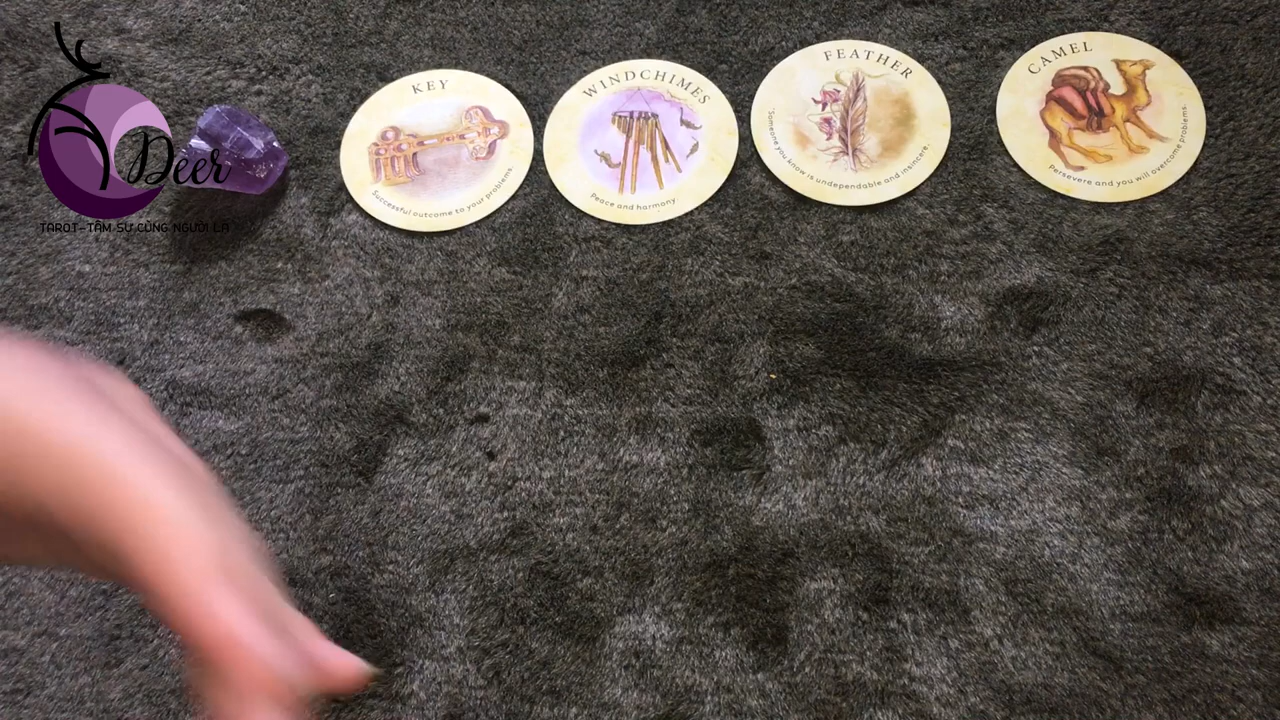 Deer
TAROT-TÂM SỰ CÙNG NGƯỜI LẠ
KEY
Successful outcome to your problems.
WINDCHIMES
Peace and harmony.
FEATHER
Someone you know is undependable and insincere.
CAMEL
Persevere and you will overcome problems.